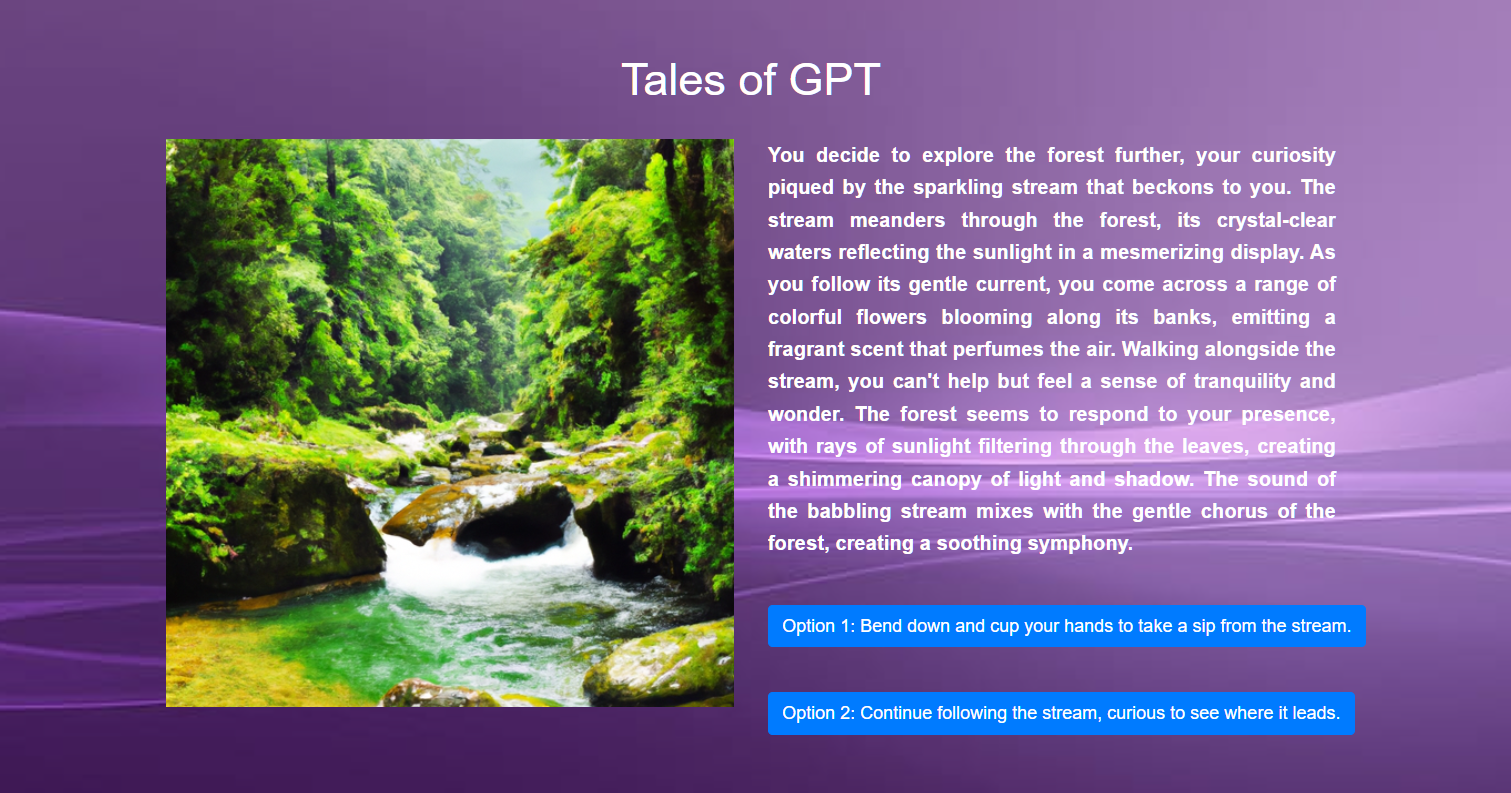 Tales of GPT
You decide to explore the forest further, your curiosity
piqued by the sparkling stream that beckons to you. The
stream meanders through the forest, its crystal-clear
waters reflecting the sunlight in a mesmerizing display. As
you follow its gentle current, you come across a range of
colorful flowers blooming along its banks, emitting a
fragrant scent that perfumes the air. Walking alongside the
stream, you can't help but feel a sense of tranquility and
wonder. The forest seems to respond to your presence,
with rays of sunlight filtering through the leaves, creating
a shimmering canopy of light and shadow. The sound of
the babbling stream mixes with the gentle chorus of the
forest, creating a soothing symphony.
Option 1: Bend down and cup your hands to take a sip from the stream.
Option 2: Continue following the stream, curious to see where it leads.